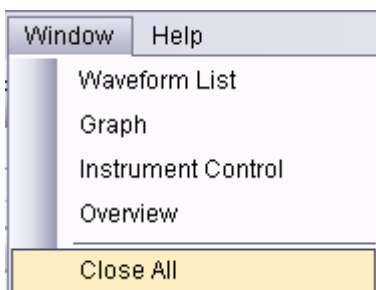 Window Help
Waveform List
Graph
Instrument Control
Overview
Close All